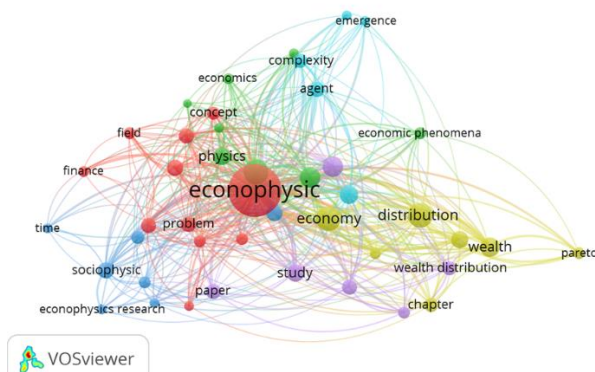 emergence
complexity
economics
agent
concept
field
economic phenomena
physics
finance
econophysic
distribution
economy
problem
time
wealth
pareto
sociophysic
study
wealth distribution
paper
chapter
econophysics research
VOSviewer